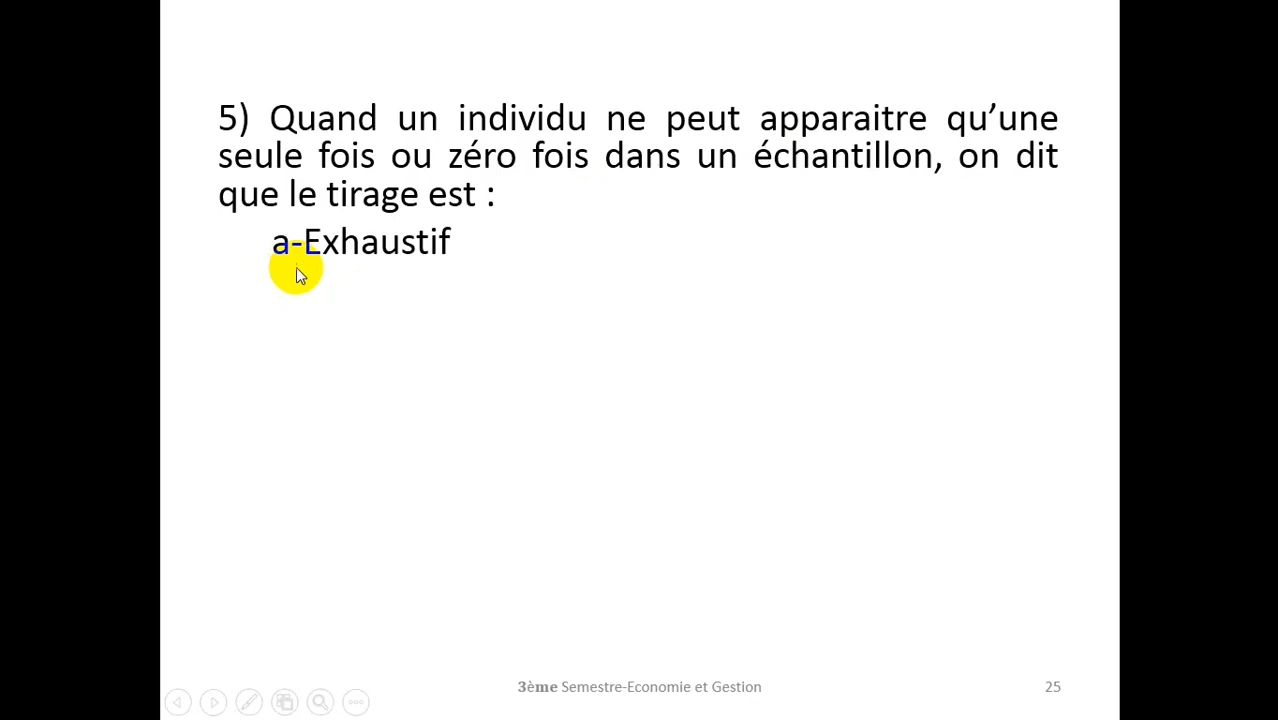 5) Quand un individu ne peut apparaitre qu’une
seule fois ou zéro fois dans un échantillon, on dit
que le tirage est :
a-Exhaustif
3ème Semestre-Economie et Gestion
25